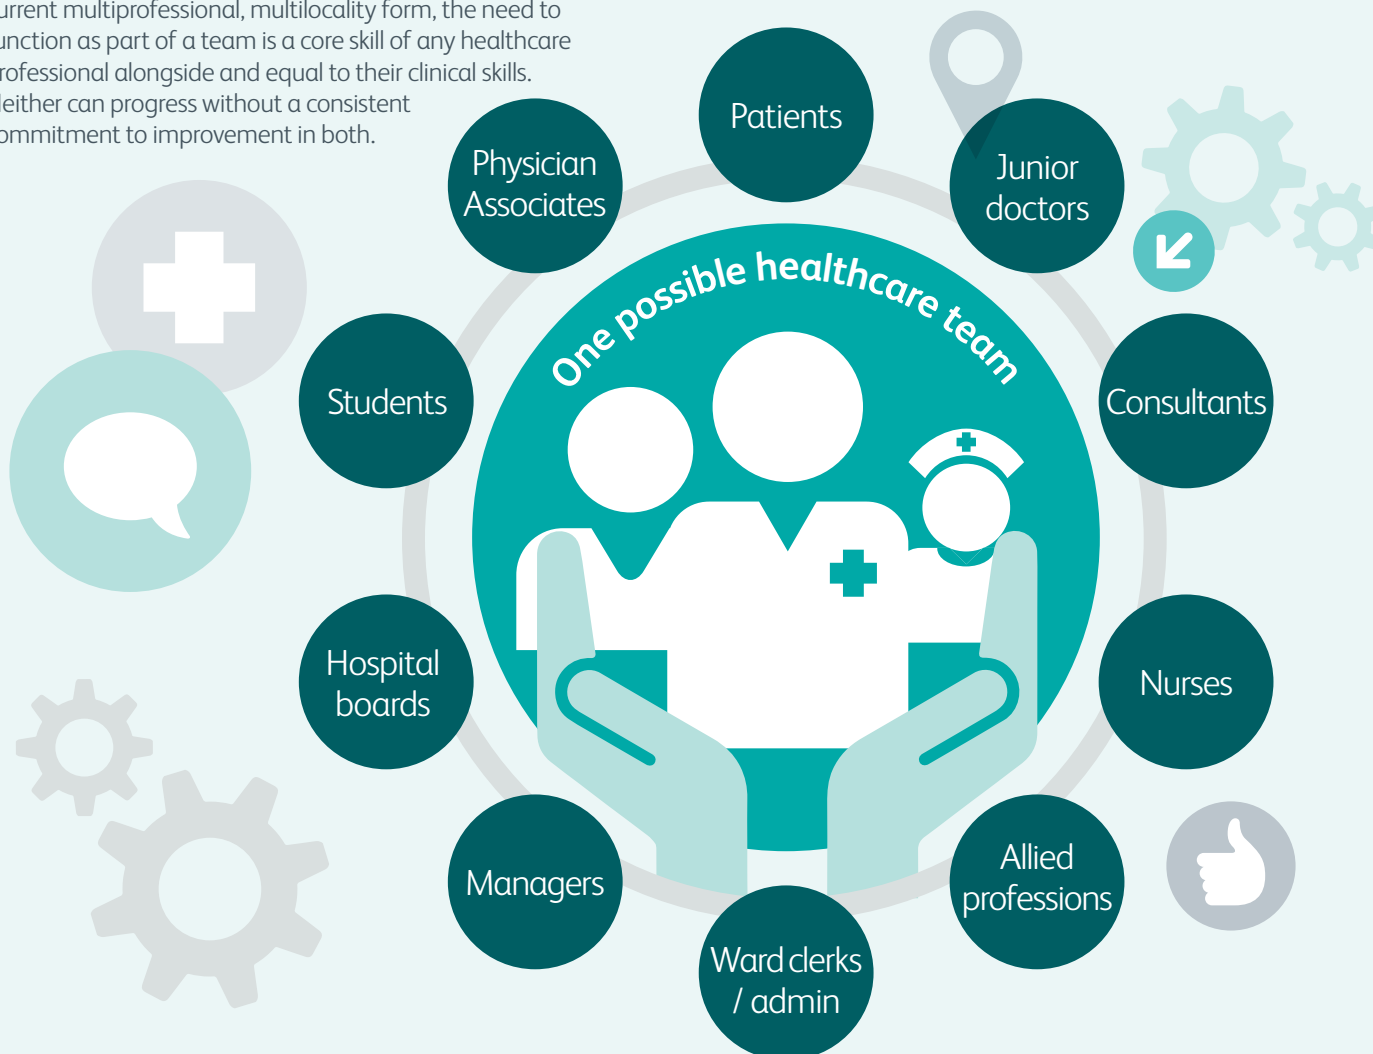 urrent multiprofessional, multilocality form, the need to
unction as part of a team is a core skill of any healthcare
rofessional alongside and equal to their clinical skills.
either can progress without a consistent
ommitment to improvement in both.
Patients
Physician
Associates
Junior
doctors
One possible healthcare team
Students
Consultants
Hospital
boards
Nurses
Managers
Allied
professions
Ward clerks
/ admin